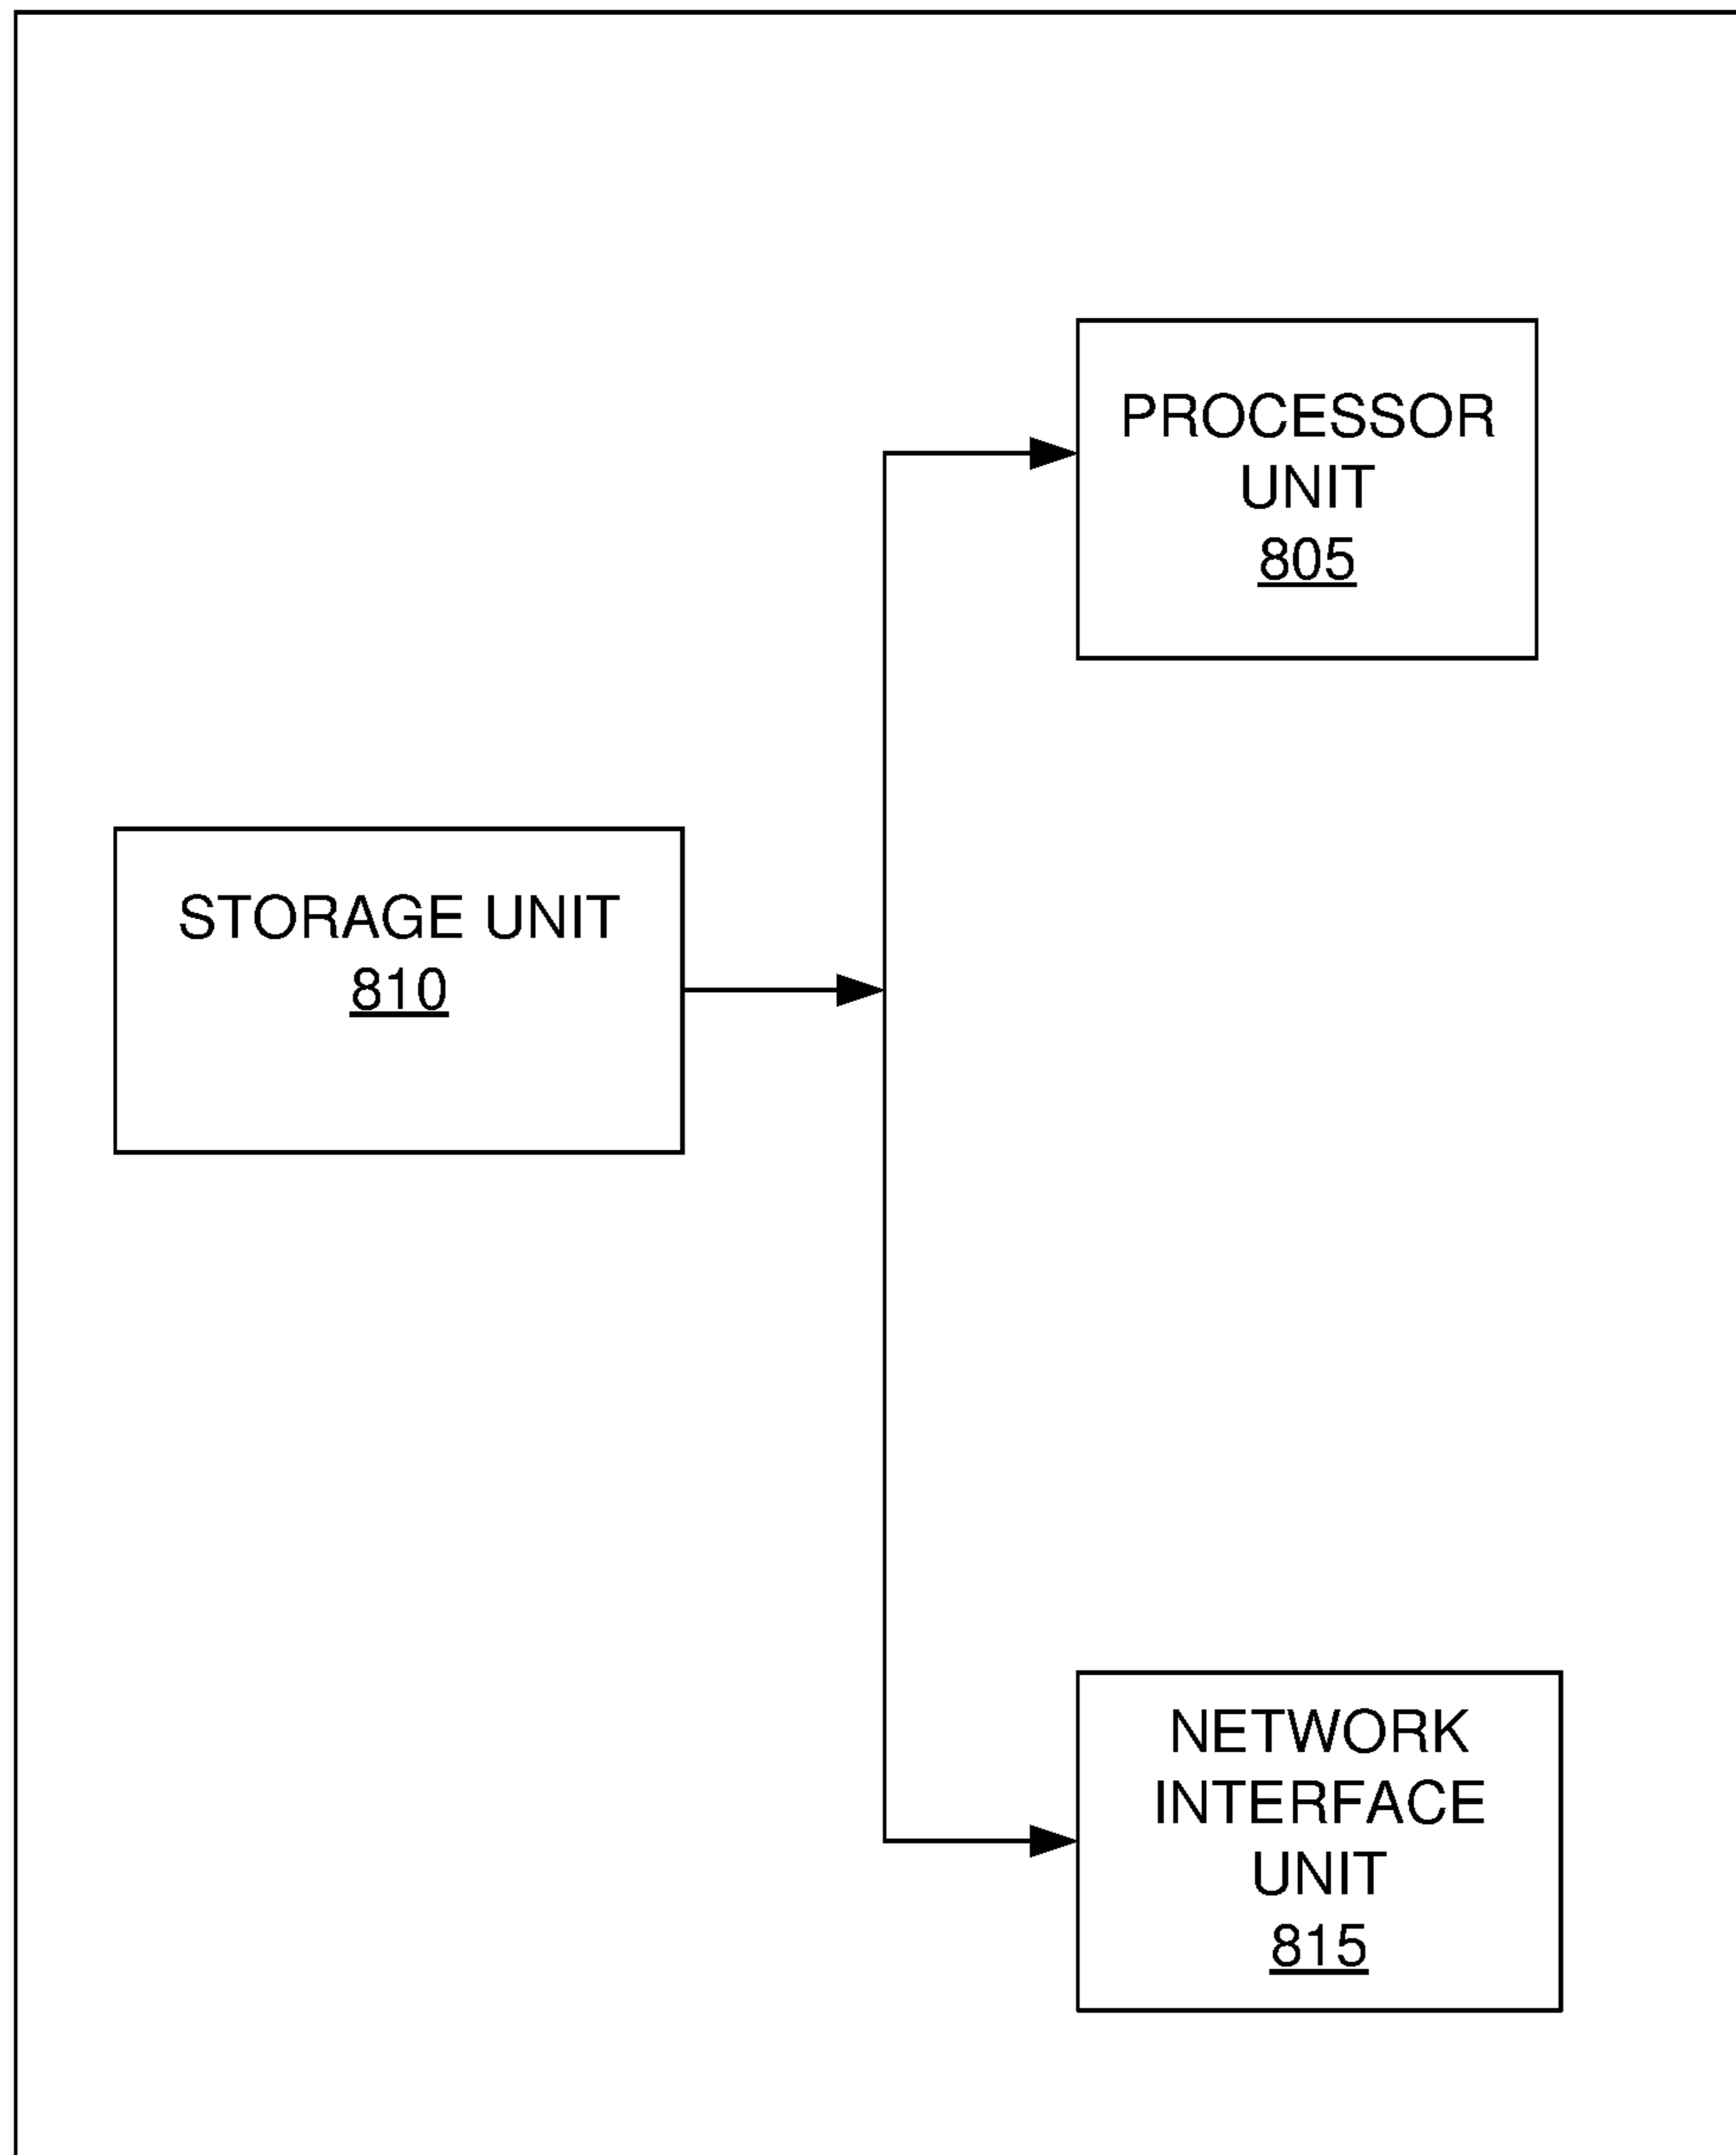 PROCESSOR
UNIT
805
STORAGE UNIT
810
NETWORK
INTERFACE
UNIT
815